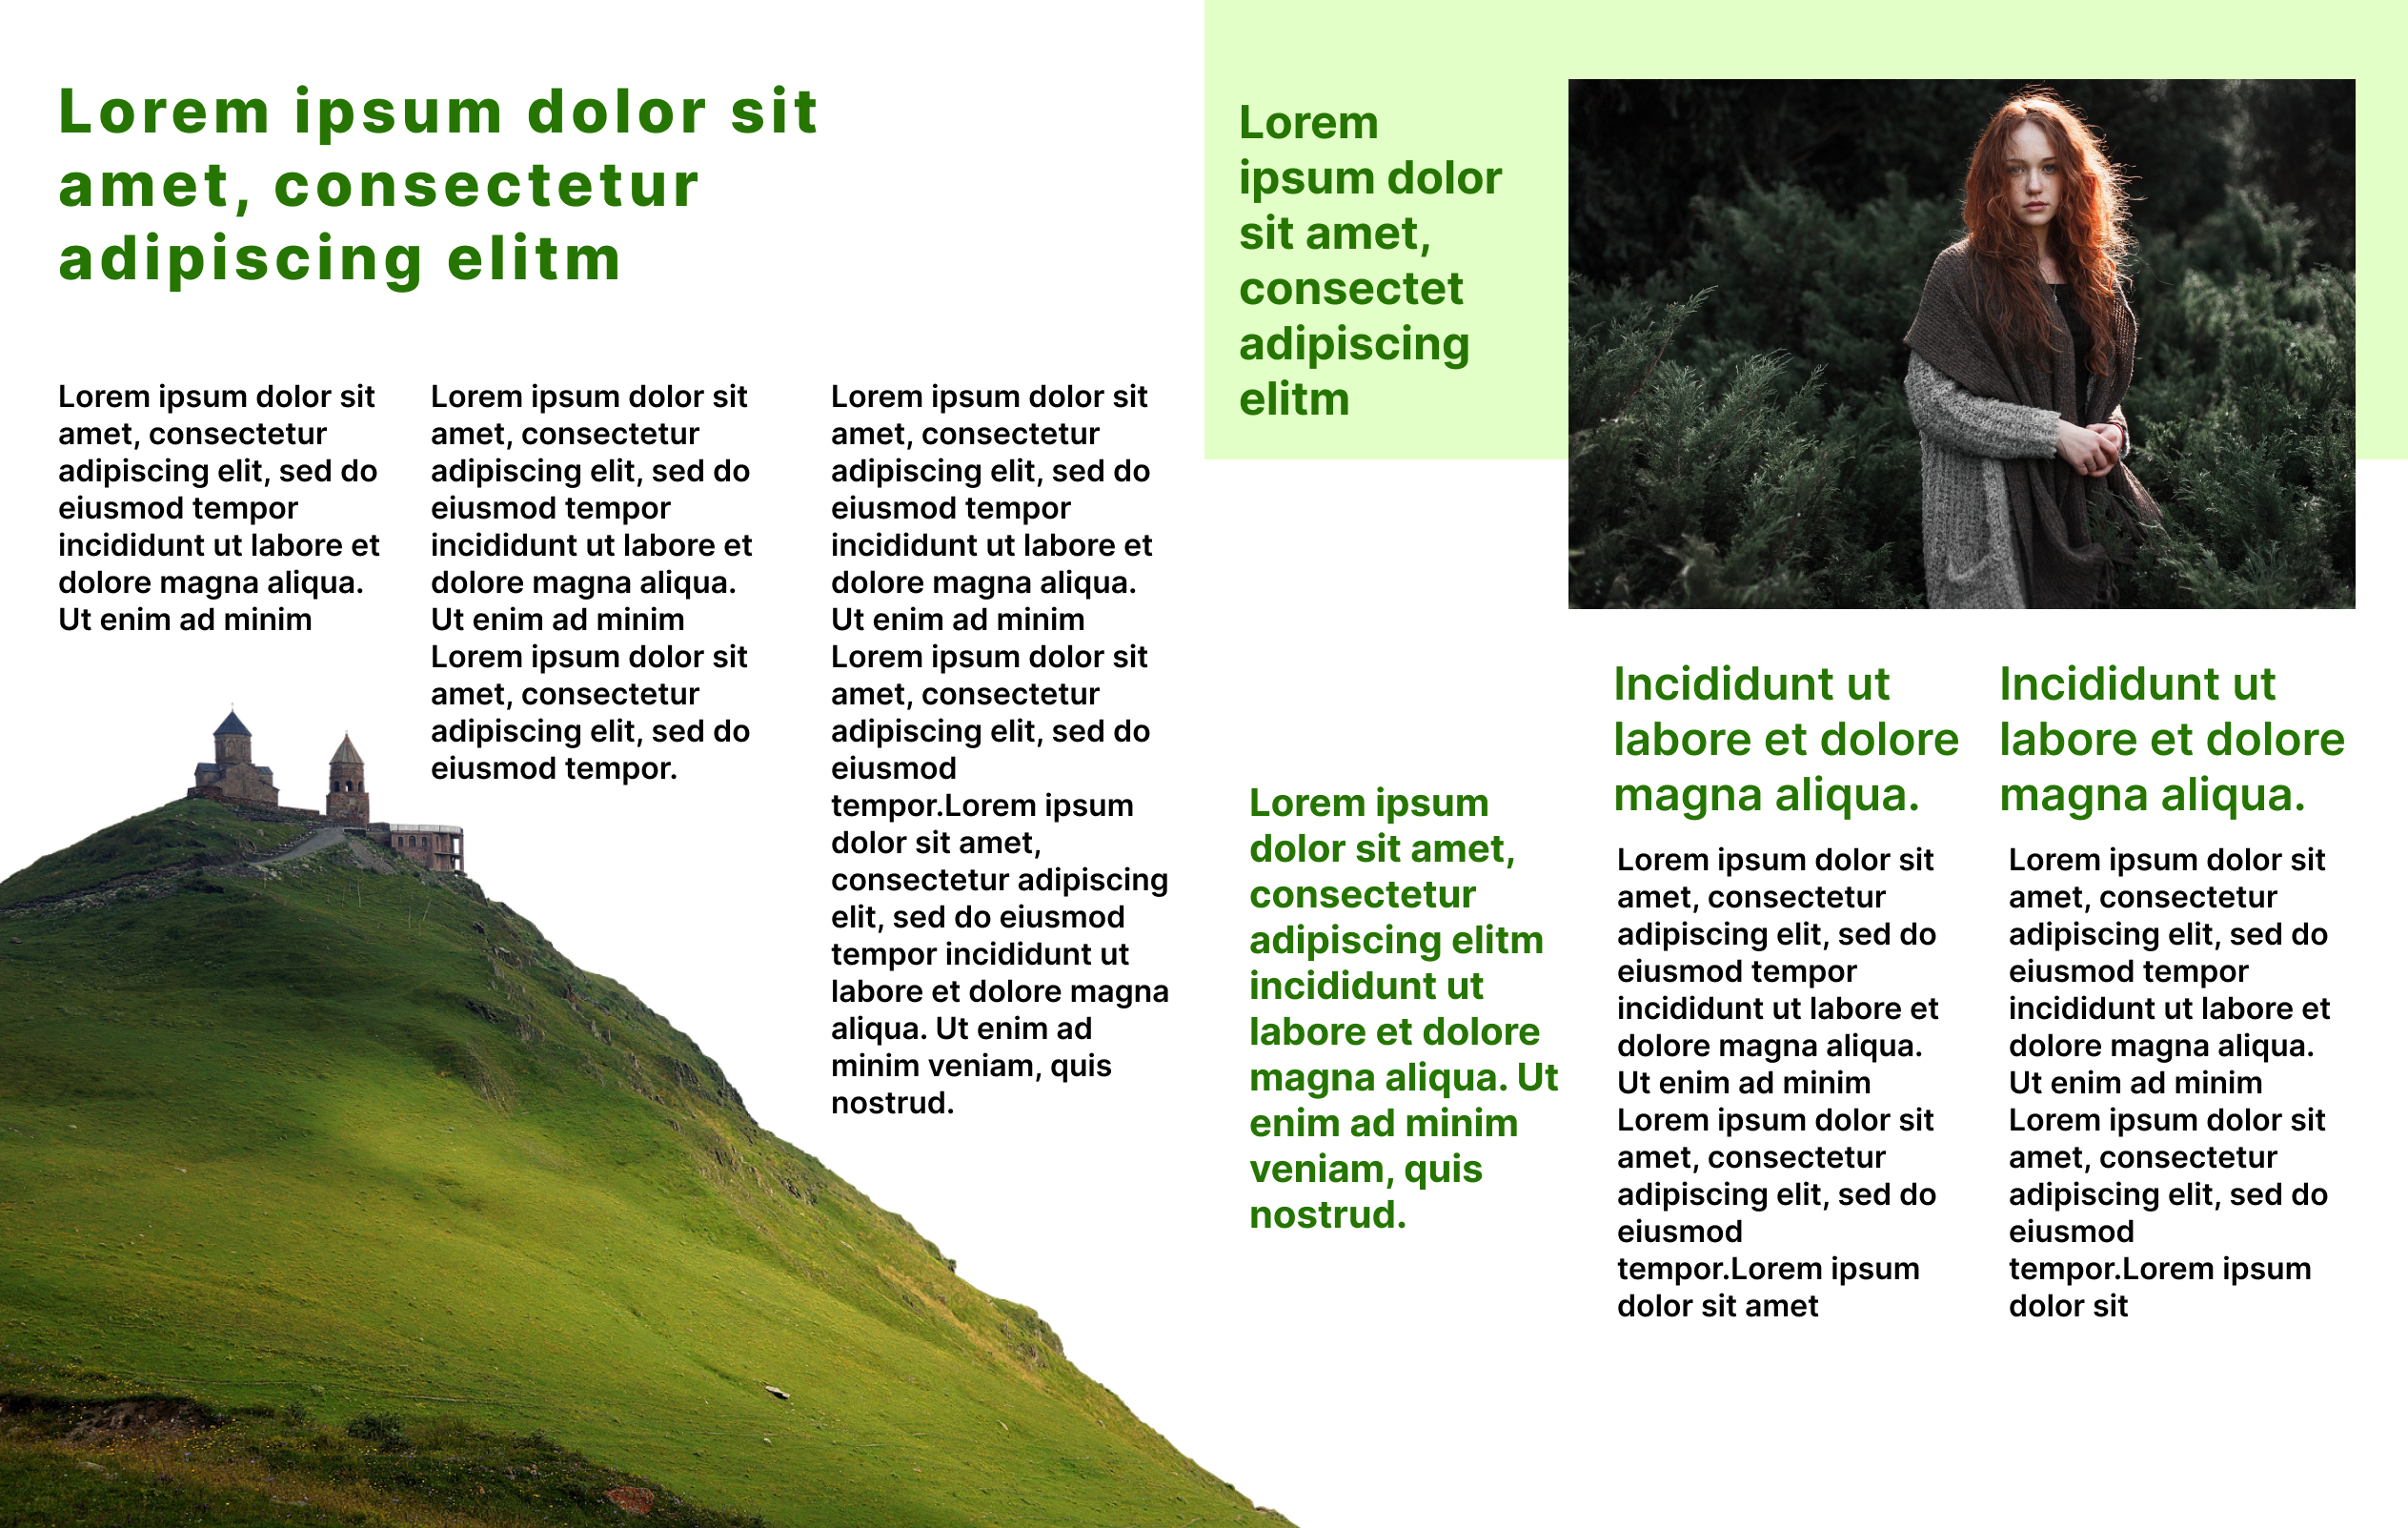 Lorem ipsum dolor sit
amet, consectetur
adipiscing elitm
Lorem ipsum dolor sit
amet, consectetur
adipiscing elit, sed do
eiusmod tempor
incididunt ut labore et
dolore magna aliqua.
Ut enim ad minim
Lorem ipsum dolor sit
amet, consectetur
adipiscing elit, sed do
eiusmod tempor
incididunt ut labore et
dolore magna aliqua.
Ut enim ad minim
Lorem ipsum dolor sit
amet, consectetur
adipiscing elit, sed do
eiusmod tempor.
Lorem ipsum dolor sit
amet, consectetur
adipiscing elit, sed do
eiusmod tempor
incididunt ut labore et
dolore magna aliqua.
Ut enim ad minim
Lorem ipsum dolor sit
amet, consectetur
adipiscing elit, sed do
eiusmod
tempor.Lorem ipsum
dolor sit amet,
consectetur adipiscing
elit, sed do eiusmod
tempor incididunt ut
labore et dolore magna
aliqua. Ut enim ad
minim veniam, quis
nostrud.
Lorem
ipsum dolor
sit amet,
consectet
adipiscing
elitm
Lorem ipsum
dolor sit amet,
consectetur
adipiscing elitm
incididunt ut
labore et dolore
magna aliqua. Ut
enim ad minim
veniam, quis
nostrud.
Incididunt ut
labore et dolore
magna aliqua.
Lorem ipsum dolor sit
amet, consectetur
adipiscing elit, sed do
eiusmod tempor
incididunt ut labore et
dolore magna aliqua.
Ut enim ad minim
Lorem ipsum dolor sit
amet, consectetur
adipiscing elit, sed do
eiusmod
tempor.Lorem ipsum
dolor sit amet
Incididunt ut
labore et dolore
magna aliqua.
Lorem ipsum dolor sit
amet, consectetur
adipiscing elit, sed do
eiusmod tempor
incididunt ut labore et
dolore magna aliqua.
Ut enim ad minim
Lorem ipsum dolor sit
amet, consectetur
adipiscing elit, sed do
eiusmod
tempor.Lorem ipsum
dolor sit